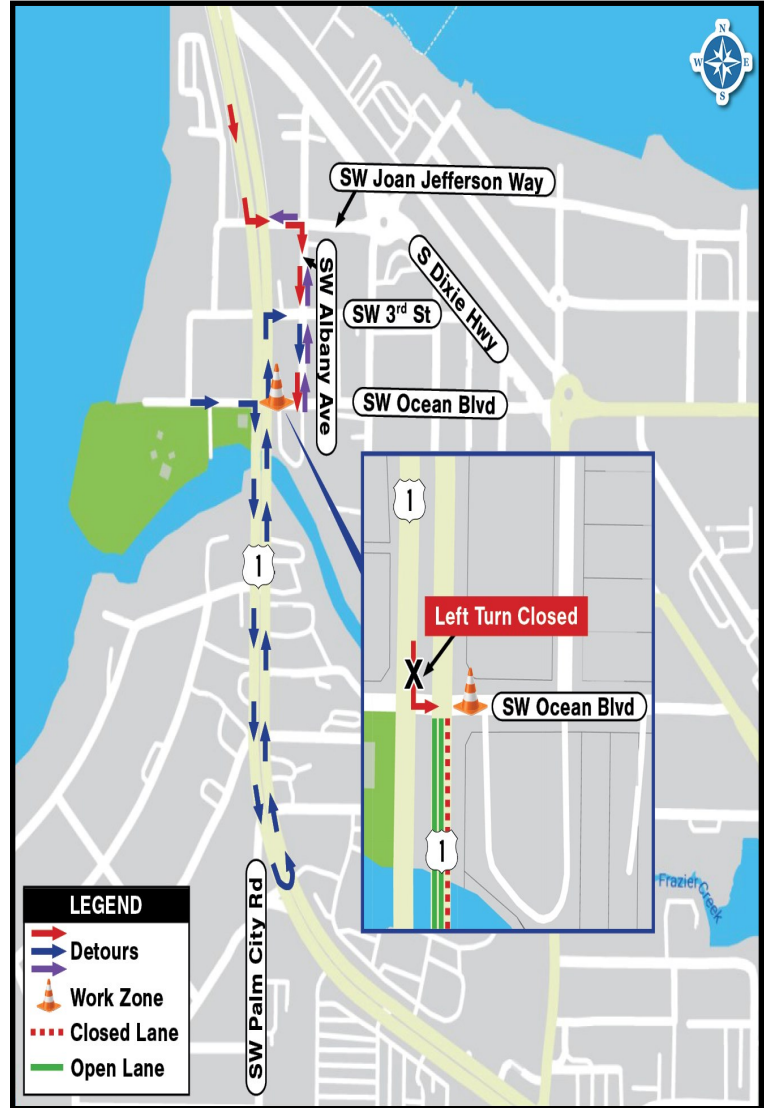 N
W
E
S
SW Joan Jefferson Way
S Dixie Hwy
SW Albany Ave
SW 3rd St
SW Ocean Blvd
1
1
Left Turn Closed
SW Ocean Blvd
1
Frazier Creek
SW Palm City Rd
LEGEND
Detours
Work Zone
Closed Lane
Open Lane